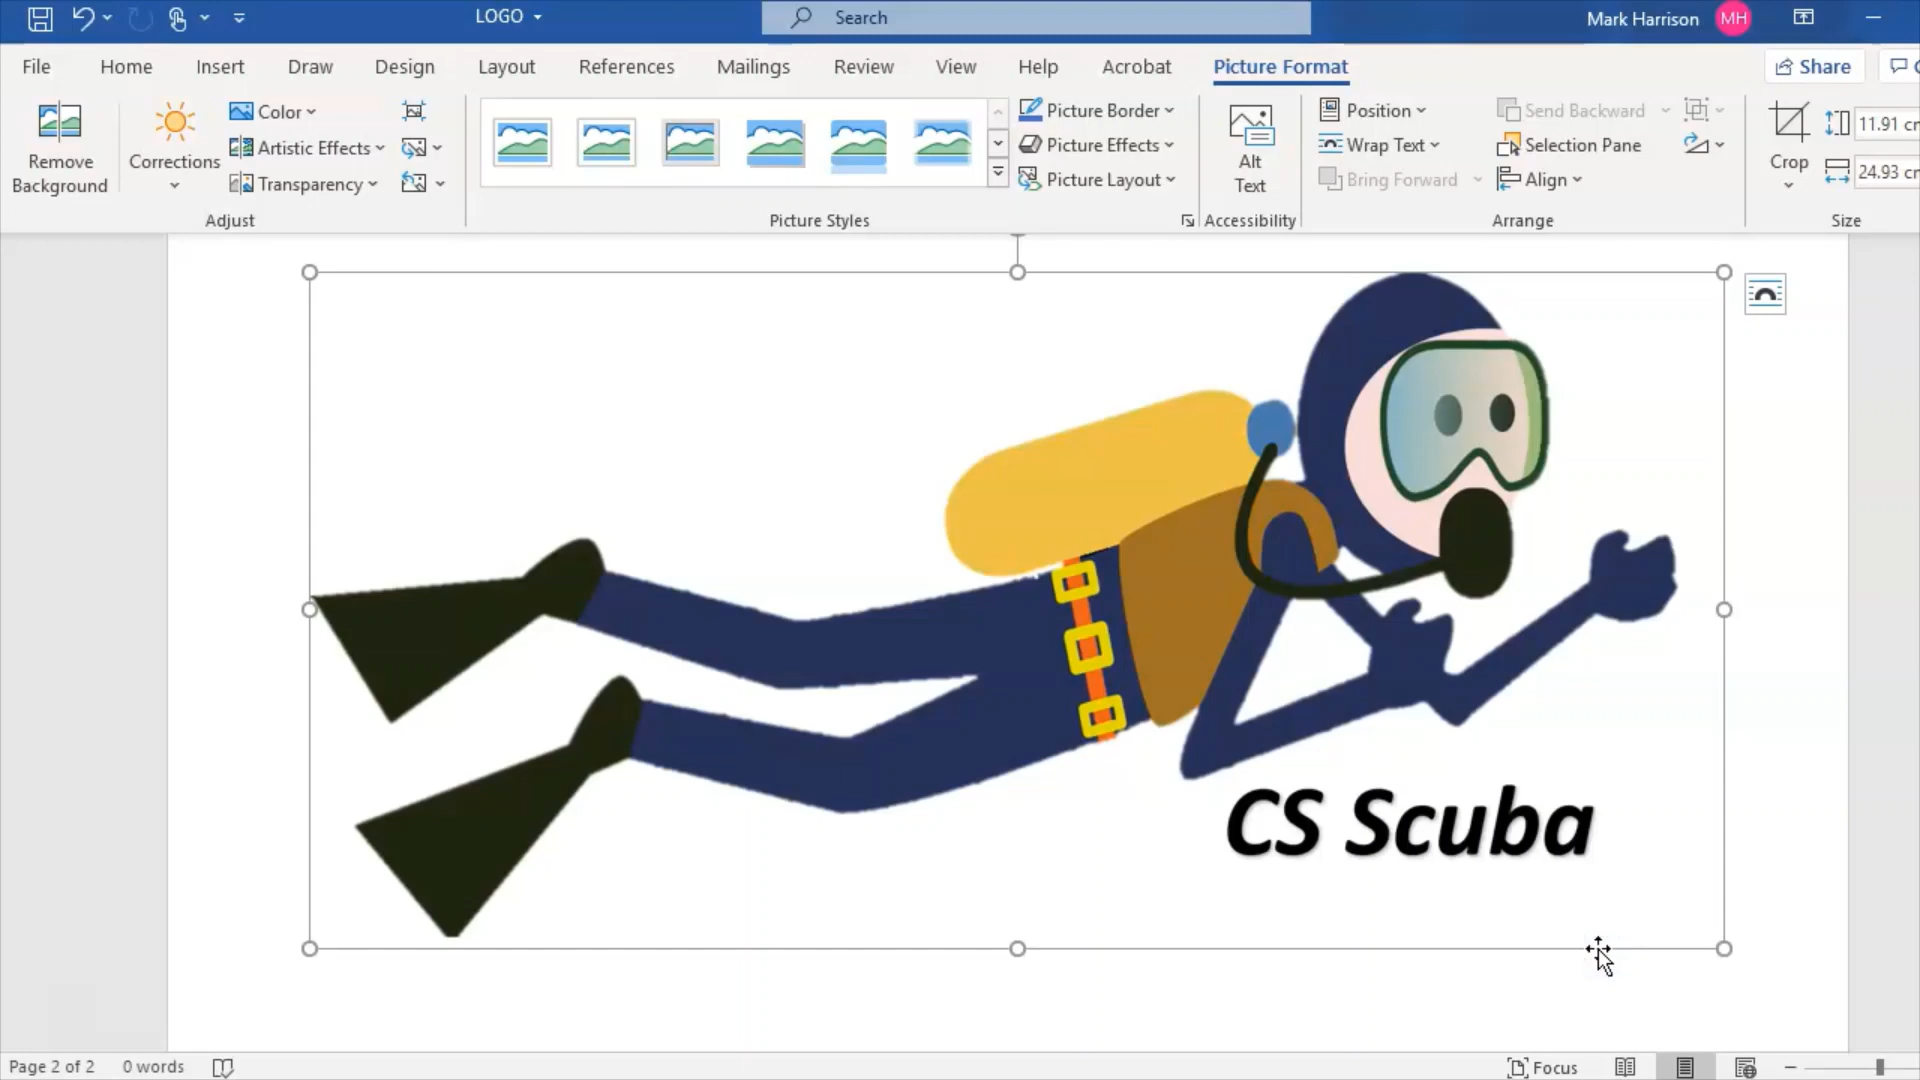 LOGO
Search
Mark Harrison
MH
File
Home
Insert
Draw
Design
Layout
References
Mailings
Review
View
Help
Acrobat
Picture Format
Share
Remove
Background
Corrections
Color
Artistic Effects
Transparency
Adjust
Picture Styles
Picture Border
Picture Effects
Picture Layout
Alt
Text
Accessibility
Position
Wrap Text
Bring Forward
Send Backward
Selection Pane
Align
Arrange
Crop
11.91 cm
24.93 cm
Size
CS Scuba
Page 2 of 2
0 words
Focus